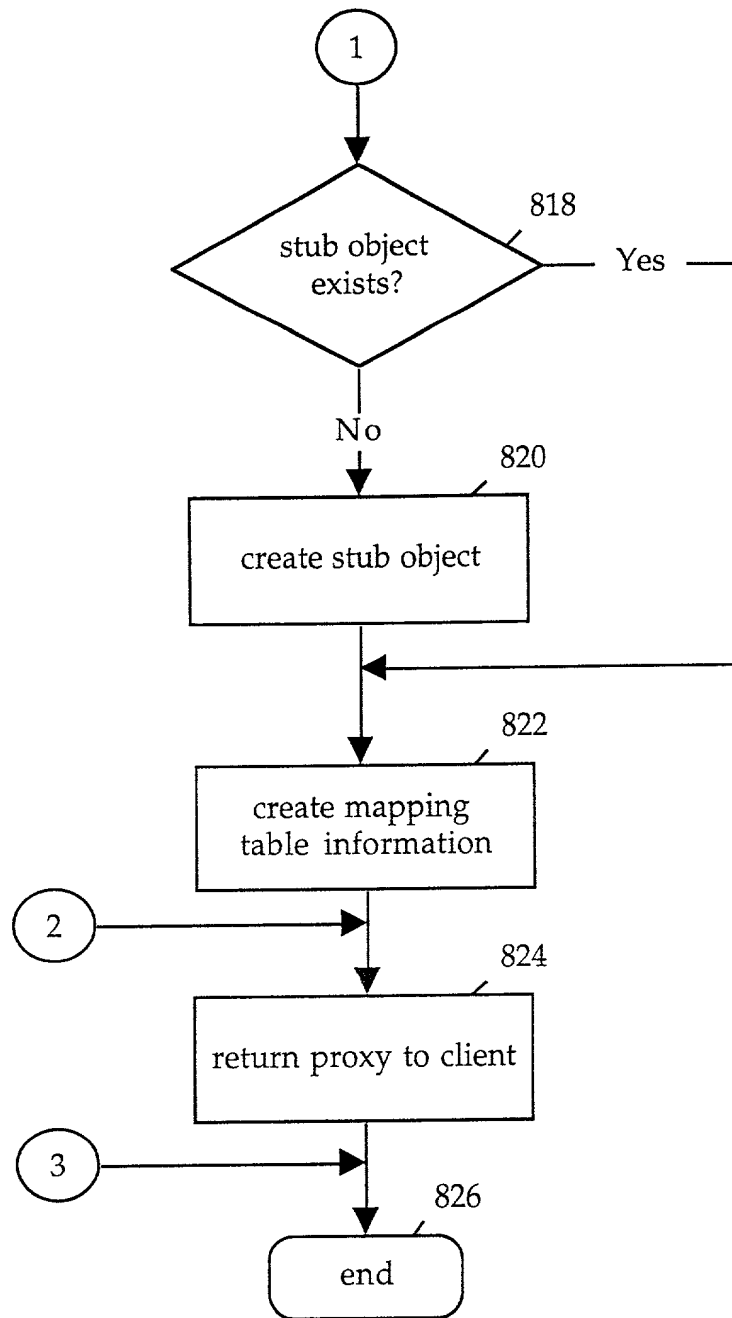 1
818
stub object
exists?
Yes
No
820
create stub object
822
create mapping
table information
2
824
return proxy to client
3
826
end